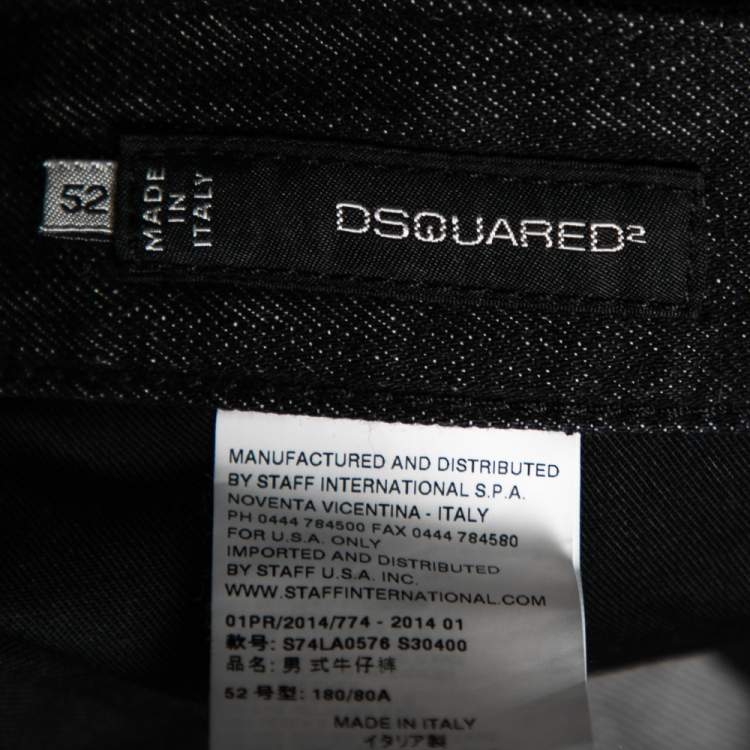 52
MADE
IN
ITALY
DSQUARED²
MANUFACTURED AND DISTRIBUTED
BY STAFF INTERNATIONAL S.P.A.
NOVENTA VICENTINA - ITALY
PH 0444 784500 FAX 0444 784580
FOR U.S.A. ONLY
IMPORTED AND DISTRIBUTED
BY STAFF U.S.A. INC.
WWW.STAFFINTERNATIONAL.COM
01PR/2014/774 - 2014 01
款号: S74LA0576 S30400
品名: 男式牛仔裤
52 号型: 180/80A
MADE IN ITALY
イタリア製